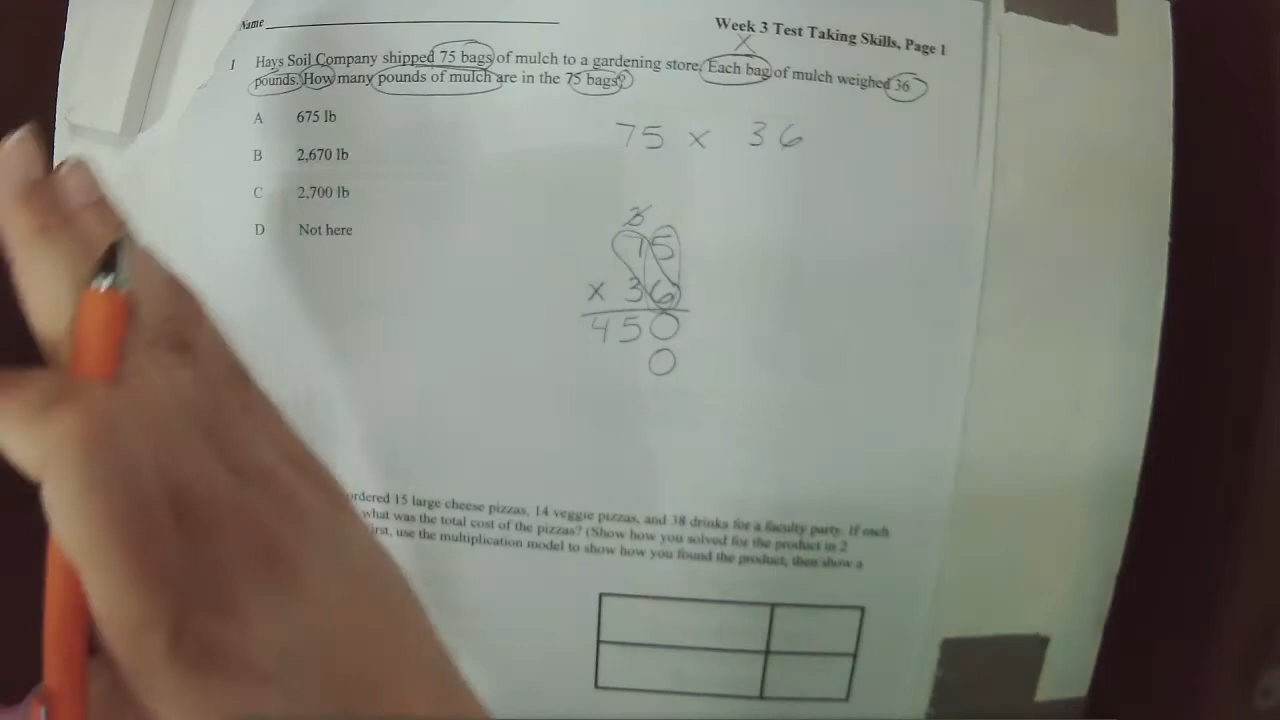 Name
Week 3 Test Taking Skills, Page 1
1 Hays Soil Company shipped 75 bags of mulch to a gardening store. Each bag of mulch weighed 36
pounds. How many pounds of mulch are in the 75 bags?
A 675 lb
B 2,670 lb
C 2,700 lb
D Not here
x
75 x 36
3
75
x 36
450
0
ordered 15 large cheese pizzas, 14 veggie pizzas, and 38 drinks for a faculty party. If each
what was the total cost of the pizzas? (Show how you solved for the product in 2
irst, use the multiplication model to show how you found the product, then show a